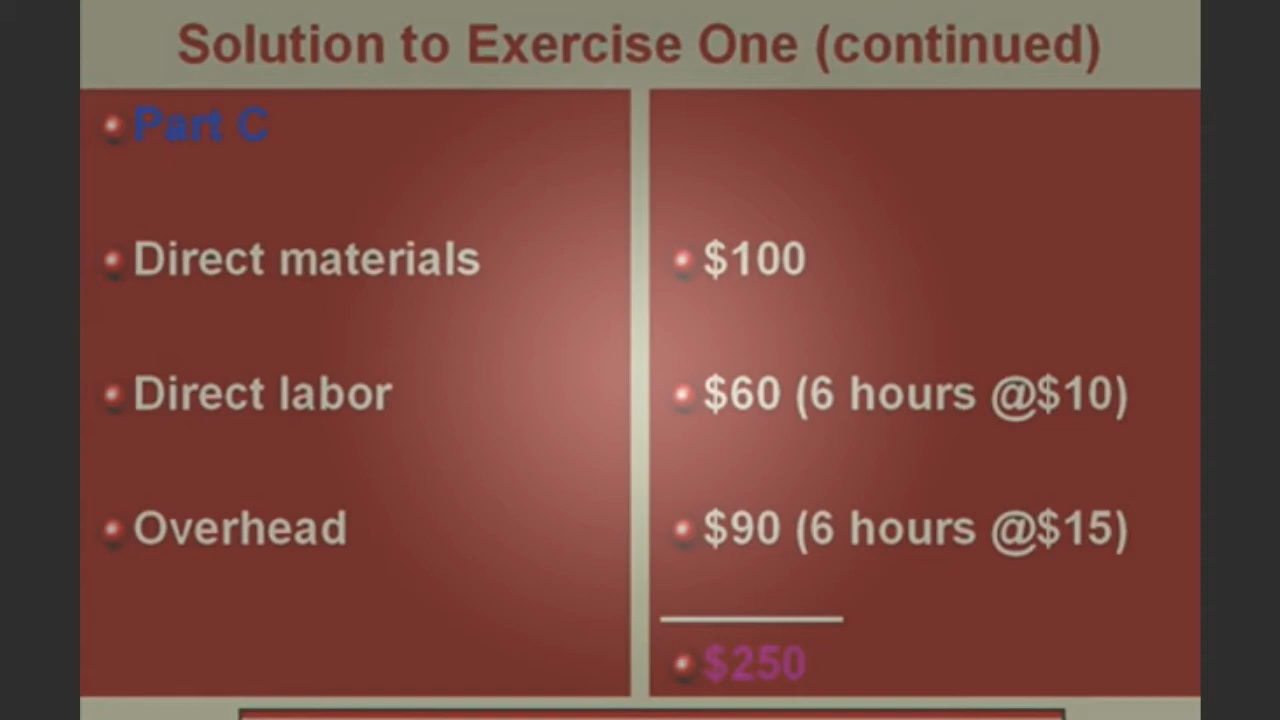 Solution to Exercise One (continued)
Part C
Direct materials
$100
Direct labor
$60 (6 hours @$10)
Overhead
$90 (6 hours @$15)
$250